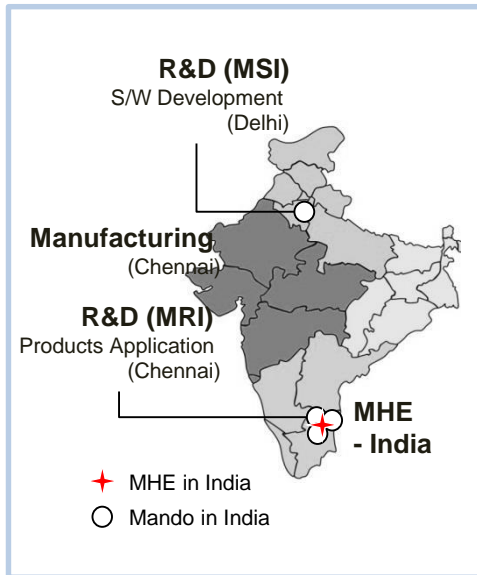 R&D (MSI)
S/W Development
(Delhi)
Manufacturing
(Chennai)
R&D (MRI)
Products Application
(Chennai)
MHE
- India
MHE in India
Mando in India